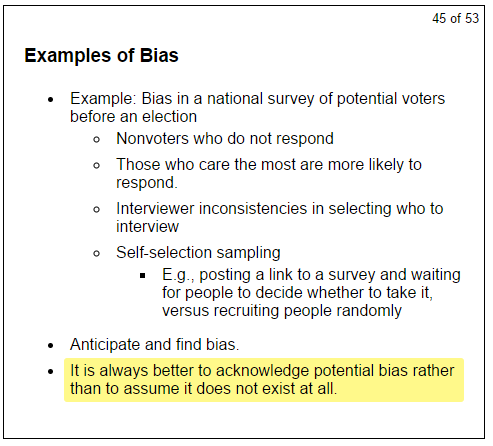 45 of 53
Examples of Bias
• Example: Bias in a national survey of potential voters
before an election
◦ Nonvoters who do not respond
◦ Those who care the most are more likely to
respond.
◦ Interviewer inconsistencies in selecting who to
interview
◦ Self-selection sampling
▪ E.g., posting a link to a survey and waiting
for people to decide whether to take it,
versus recruiting people randomly
• Anticipate and find bias.
• It is always better to acknowledge potential bias rather
than to assume it does not exist at all.